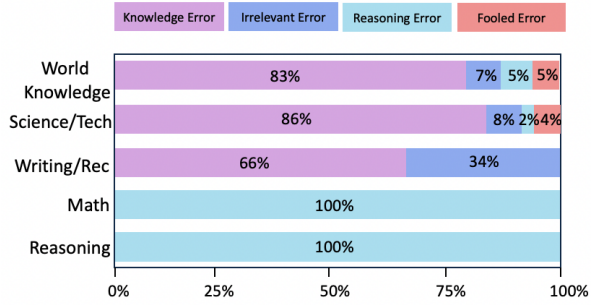 Knowledge Error Irrelevant Error Reasoning Error Fooled Error
World Knowledge 83% 7% 5% 5%
Science/Tech 86% 8% 2% 4%
Writing/Rec 66% 34%
Math 100%
Reasoning 100%
0% 25% 50% 75% 100%